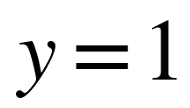 y = 1